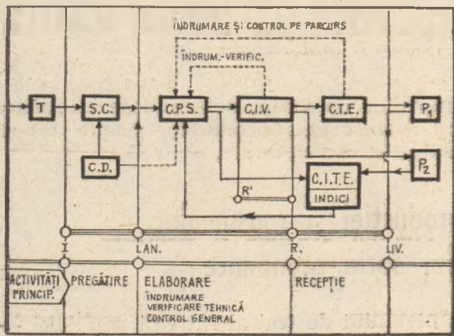 ÎNDRUMARE ŞI CONTROL PE PARCURS
ÎNDRUM.-VERIFIC.
T
S.C.
C.P.S.
C.I.V.
C.T.E.
P1
C.D.
P2
C.I.T.E.
INDICI
R'
I.
LAN.
R.
LIV.
ACTIVITĂŢI
PRINCIP.
PREGĂTIRE
ELABORARE
RECEPŢIE
ÎNDRUMARE
VERIFICARE TEHNICĂ
CONTROL GENERAL